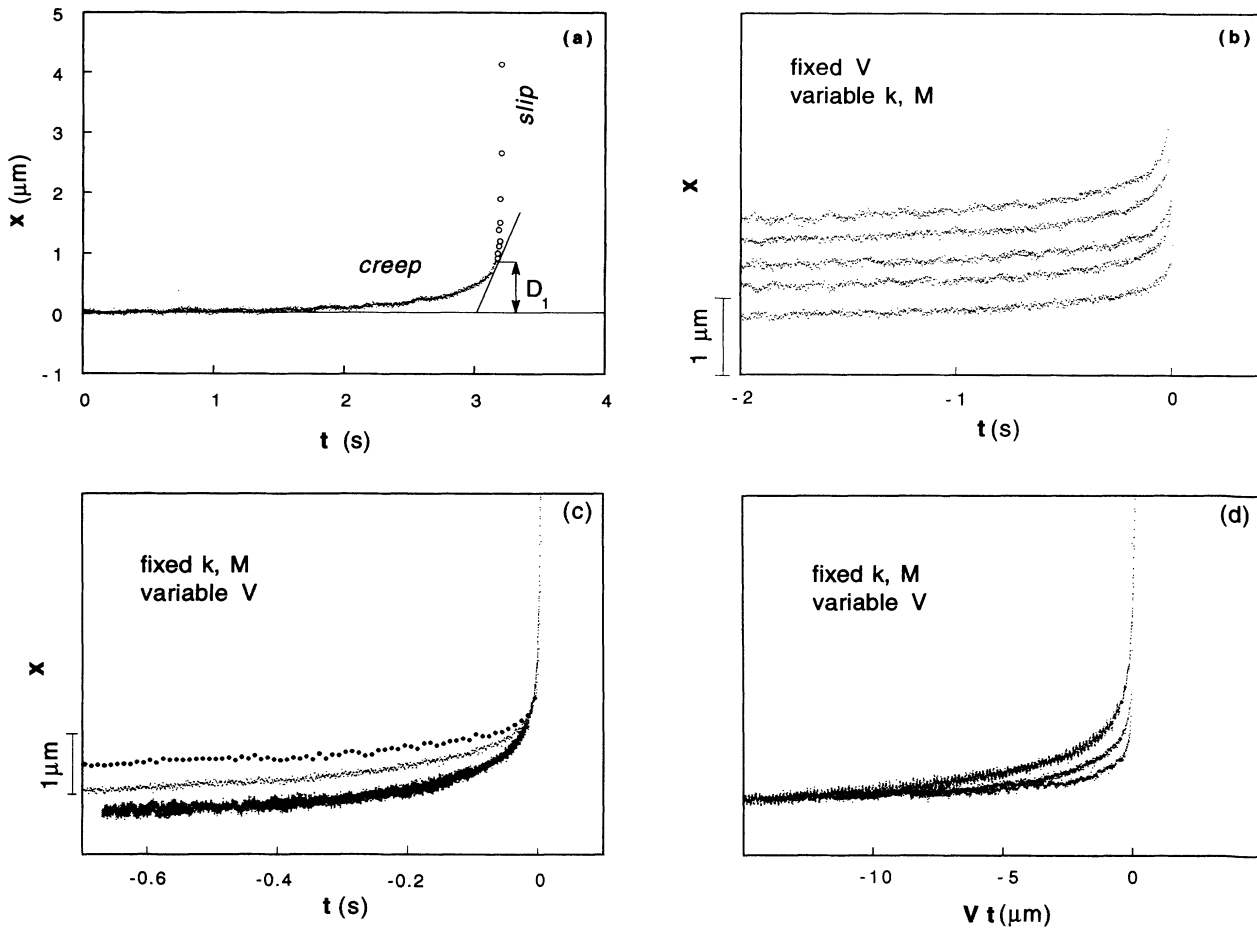 (a)
5
4
3
2
1
0
-1
x (μm)
slip
creep
D1
0 1 2 3 4
t (s)
(b)
fixed V
variable k, M
x
1 μm
-2 -1 0
t (s)
(c)
fixed k, M
variable V
x
1 μm
-0.6 -0.4 -0.2 0
t (s)
(d)
fixed k, M
variable V
-10 -5 0
V t (μm)